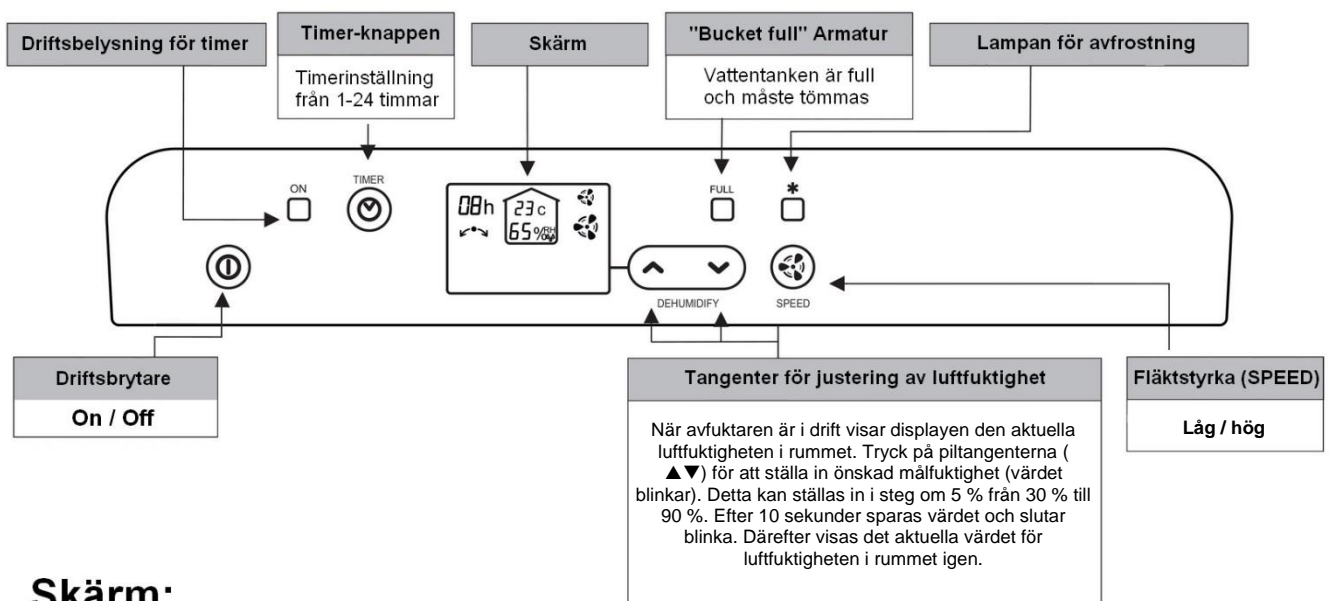 Driftsbelysning för timer
Timer-knappen
Timerinställning
från 1-24 timmar
Skärm
"Bucket full" Armatur
Vattentanken är full
och måste tömmas
Lampan för avfrostning
ON
TIMER
08h
23 c
65 %RH
FULL
*
DEHUMIDIFY
SPEED
Driftsbrytare
On / Off
Tangenter för justering av luftfuktighet
När avfuktaren är i drift visar displayen den aktuella
luftfuktigheten i rummet. Tryck på piltangenterna (
▲▼) för att ställa in önskad målfuktighet (värdet
blinkar). Detta kan ställas in i steg om 5 % från 30 % till
90 %. Efter 10 sekunder sparas värdet och slutar
blinka. Därefter visas det aktuella värdet för
luftfuktigheten i rummet igen.
Fläktstyrka (SPEED)
Låg / hög
Skärm: